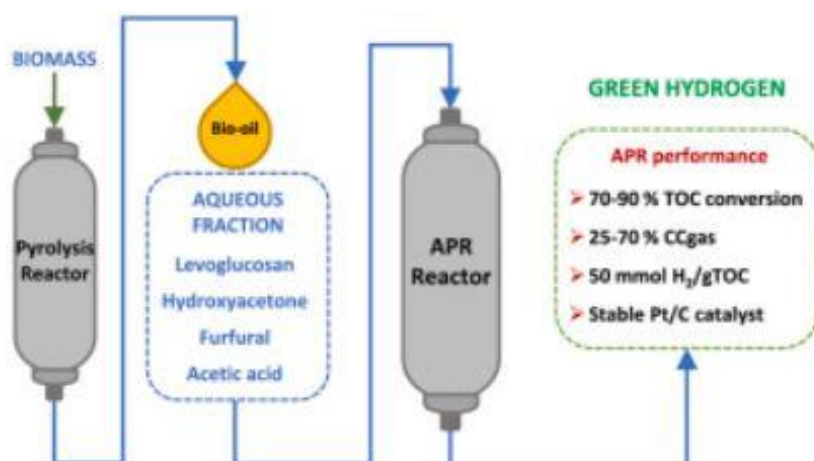 BIOMASS
Pyrolysis
Reactor
Bio-oil
AQUEOUS
FRACTION
Levoglucosan
Hydroxyacetone
Furfural
Acetic acid
APR
Reactor
GREEN HYDROGEN
APR performance
➤ 70-90 % TOC conversion
➤ 25-70 % CCgas
➤ 50 mmol H₂/gTOC
➤ Stable Pt/C catalyst